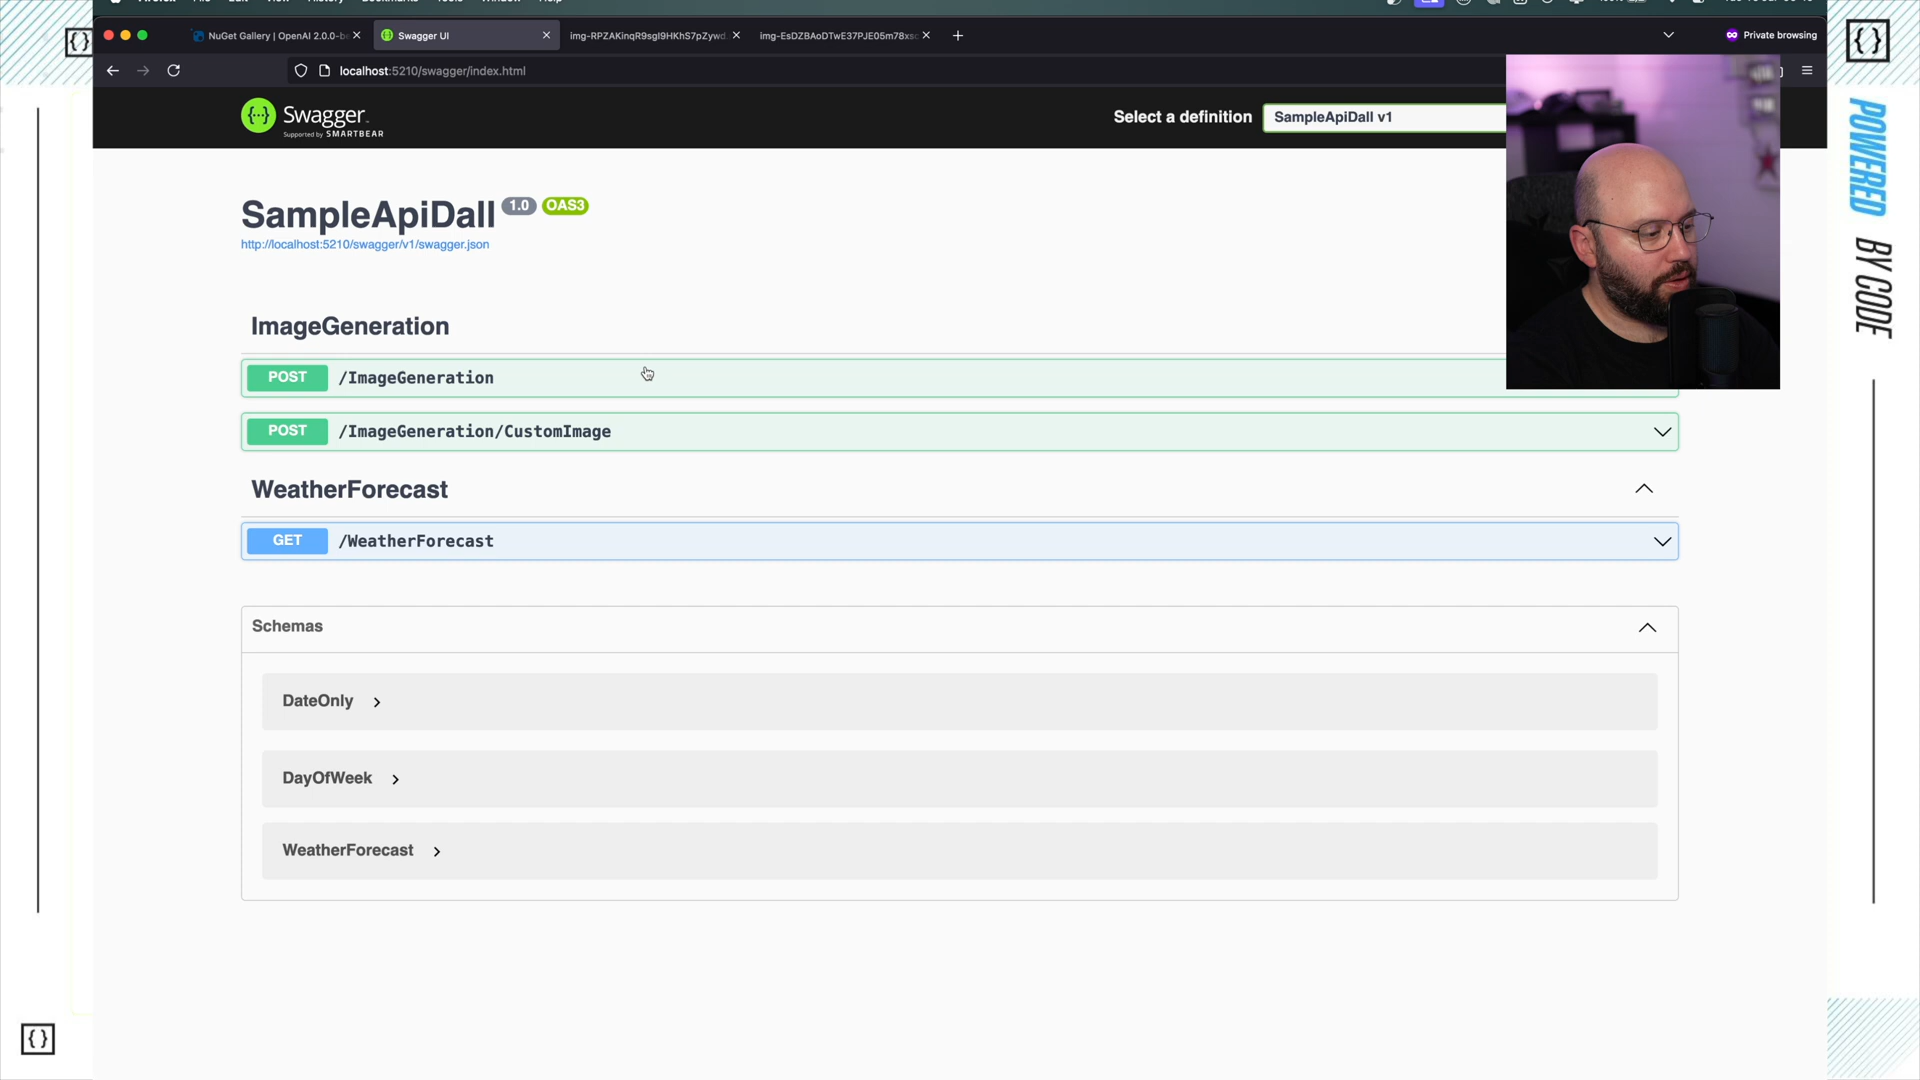 NuGet Gallery | OpenAI 2.0.0-be
Swagger UI
img-RPZAKinqR9sgI9HKhS7pZywd
img-EsDZBAoDTwE37PJE05m78xsc
Private browsing
localhost:5210/swagger/index.html
Swagger
Supported by SMARTBEAR
Select a definition
SampleApiDall v1
SampleApiDall 1.0 OAS3
http://localhost:5210/swagger/v1/swagger.json
ImageGeneration
POST /ImageGeneration
POST /ImageGeneration/CustomImage
WeatherForecast
GET /WeatherForecast
Schemas
DateOnly
DayOfWeek
WeatherForecast
POWERED BY CODE